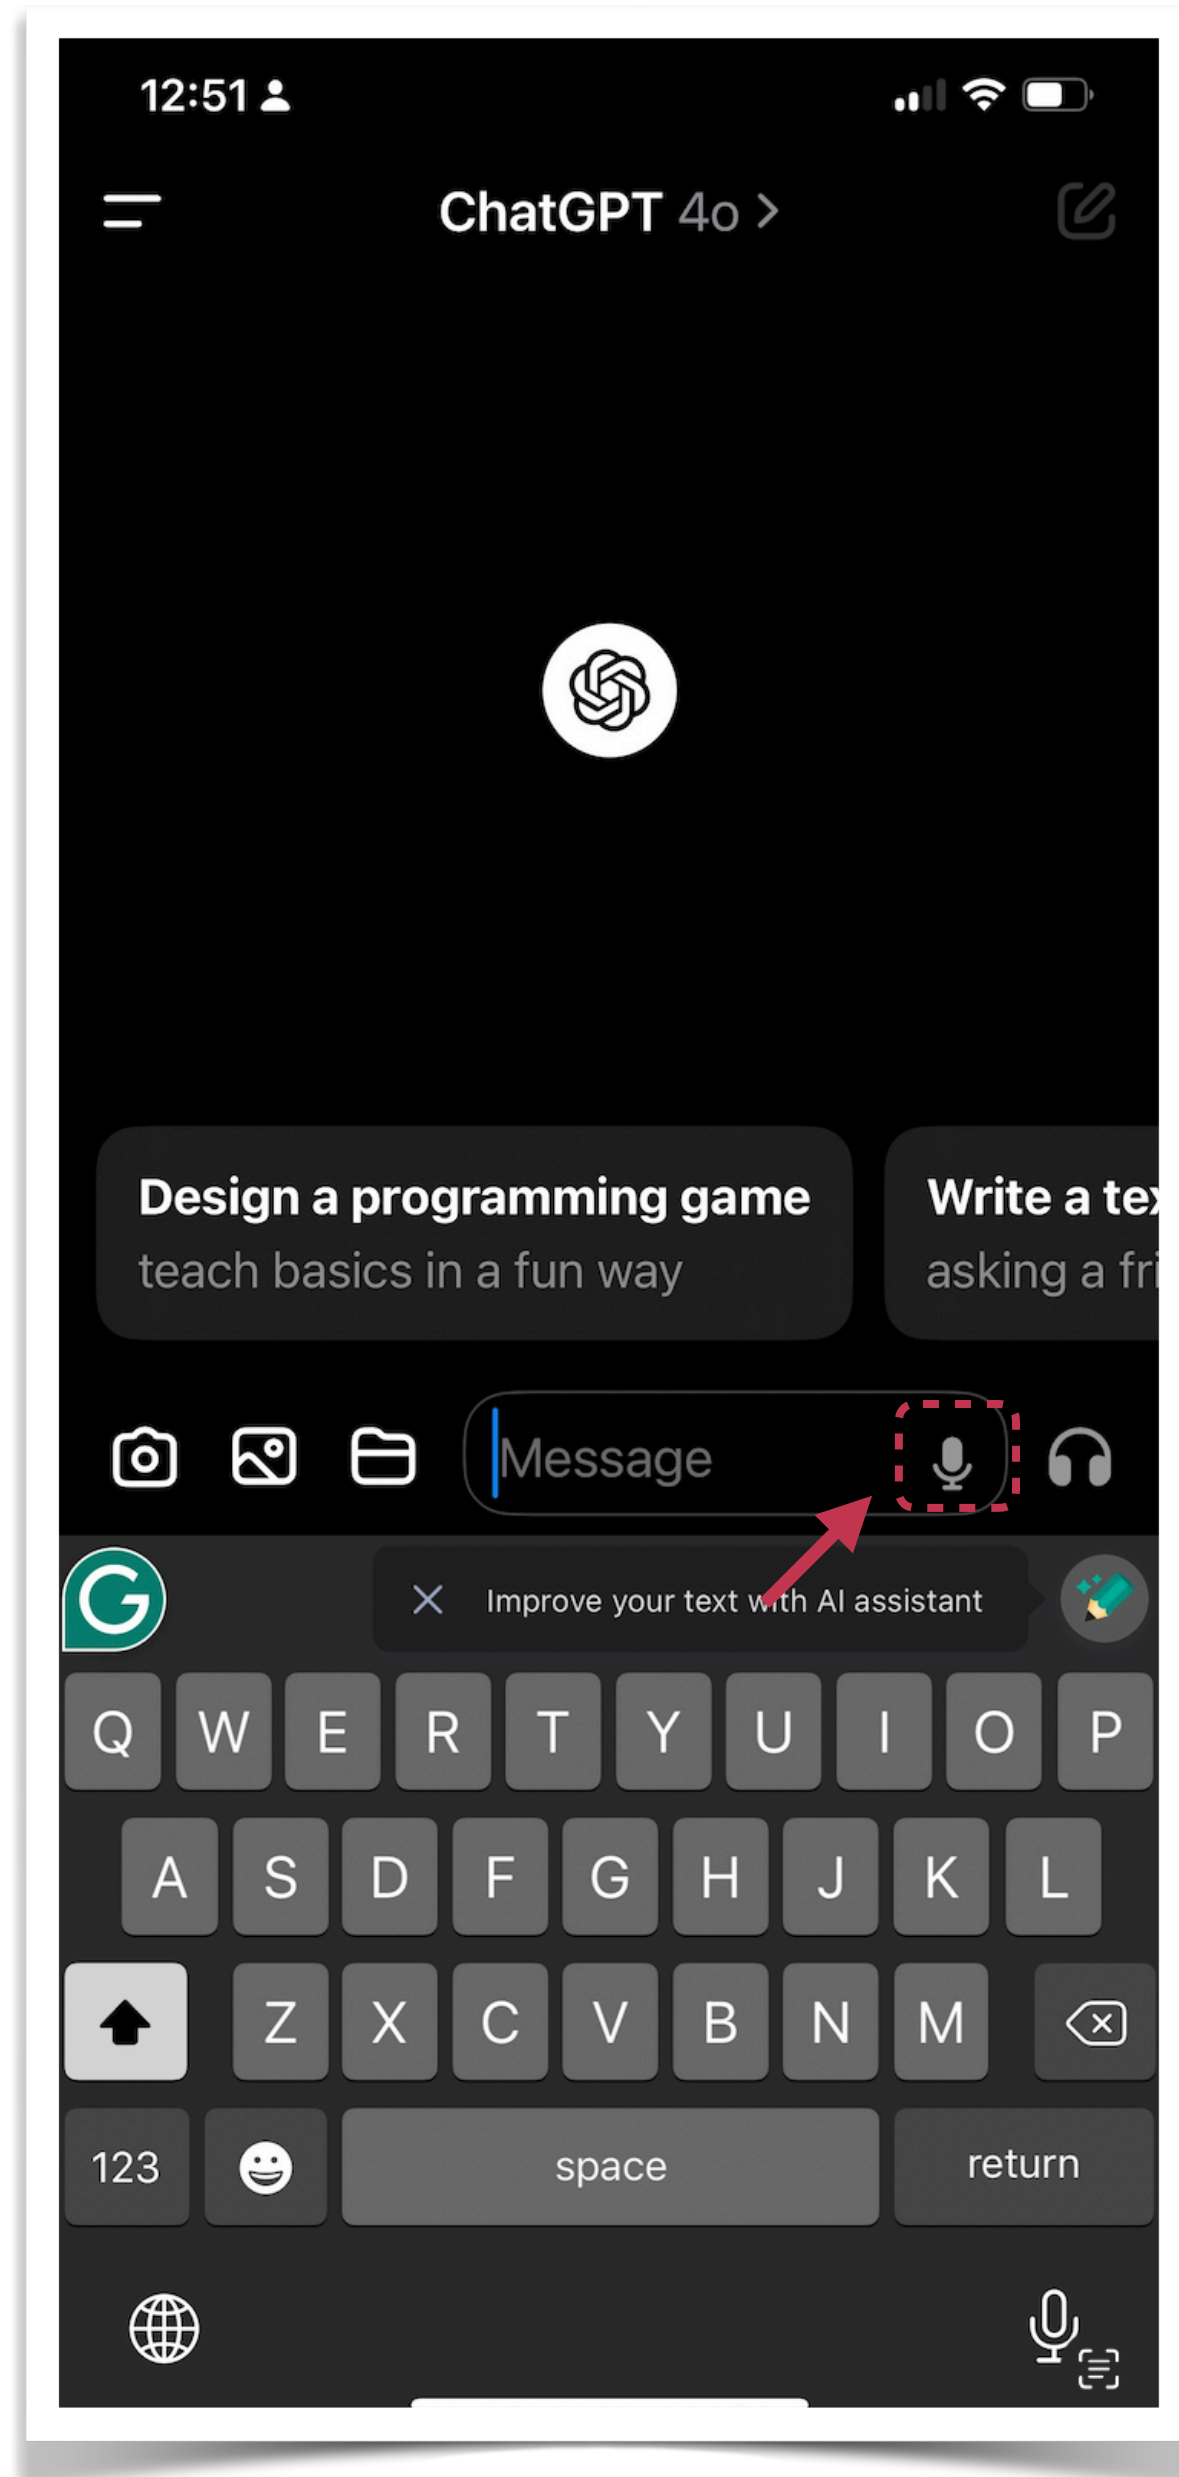 12:51
ChatGPT 4o >
Design a programming game
teach basics in a fun way
Write a te
asking a fri
Message
G
Improve your text with AI assistant
Q W E R T Y U I O P
A S D F G H J K L
Z X C V B N M
123
space
return